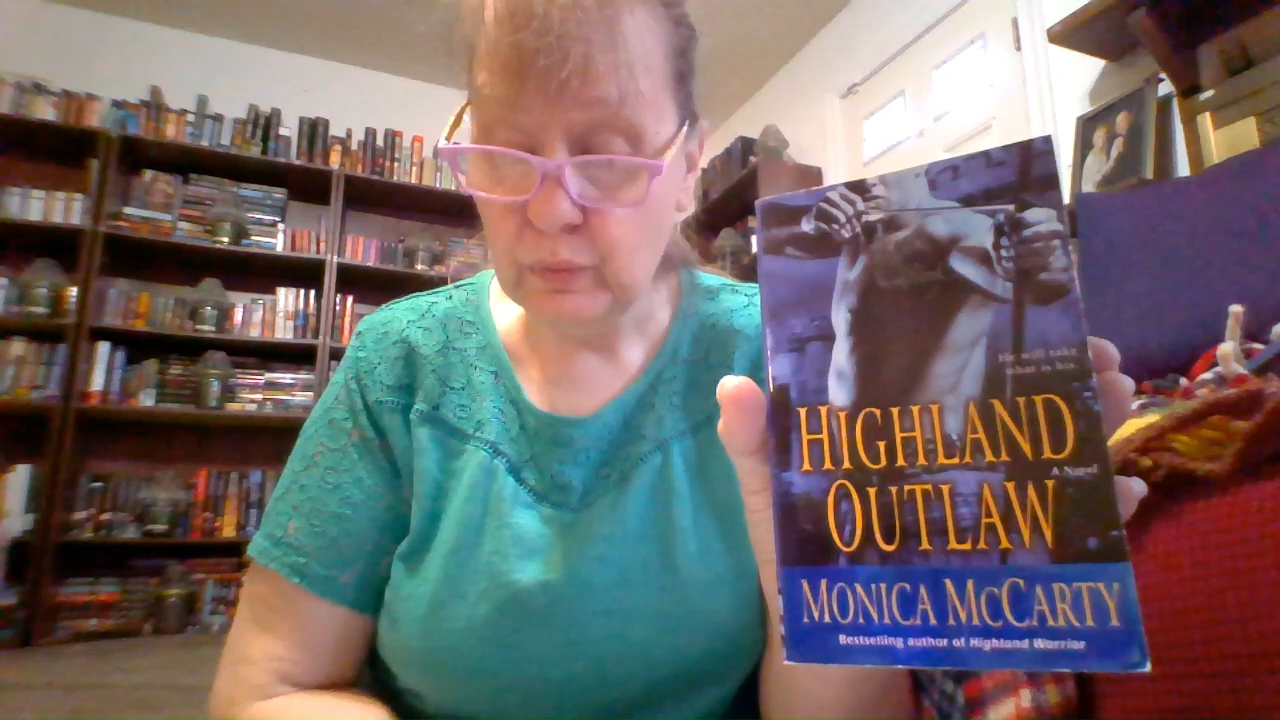 He will take
what is his.
HIGHLAND
A Novel
OUTLAW
MONICA MCCARTY
Bestselling author of Highland Warrior